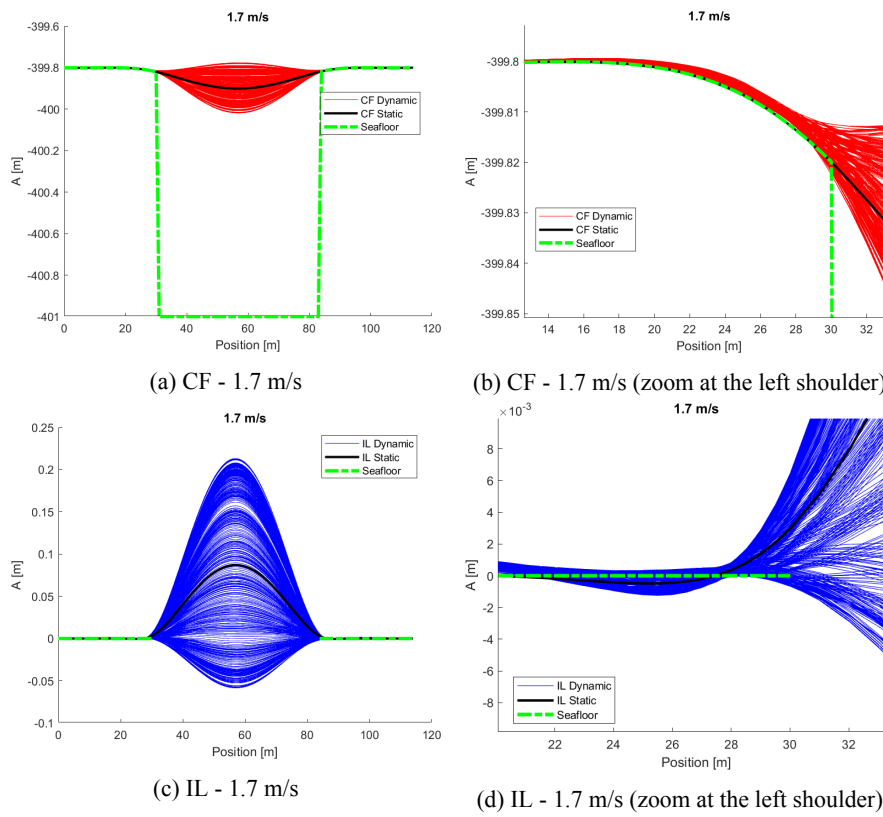 1.7 m/s
-399.6
-399.8
-400
-400.2
-400.4
-400.6
-400.8
-401
A [m]
0 20 40 60 80 100 120
Position [m]
CF Dynamic
CF Static
Seafloor
(a) CF - 1.7 m/s
1.7 m/s
-399.8
-399.81
-399.82
-399.83
-399.84
-399.85
A [m]
14 16 18 20 22 24 26 28 30 32
Position [m]
CF Dynamic
CF Static
Seafloor
(b) CF - 1.7 m/s (zoom at the left shoulder)
1.7 m/s
0.25
0.2
0.15
0.1
0.05
0
-0.05
-0.1
A [m]
0 20 40 60 80 100 120
Position [m]
IL Dynamic
IL Static
Seafloor
(c) IL - 1.7 m/s
1.7 m/s
×10⁻³
8
6
4
2
0
-2
-4
-6
-8
A [m]
22 24 26 28 30 32
Position [m]
IL Dynamic
IL Static
Seafloor
(d) IL - 1.7 m/s (zoom at the left shoulder)